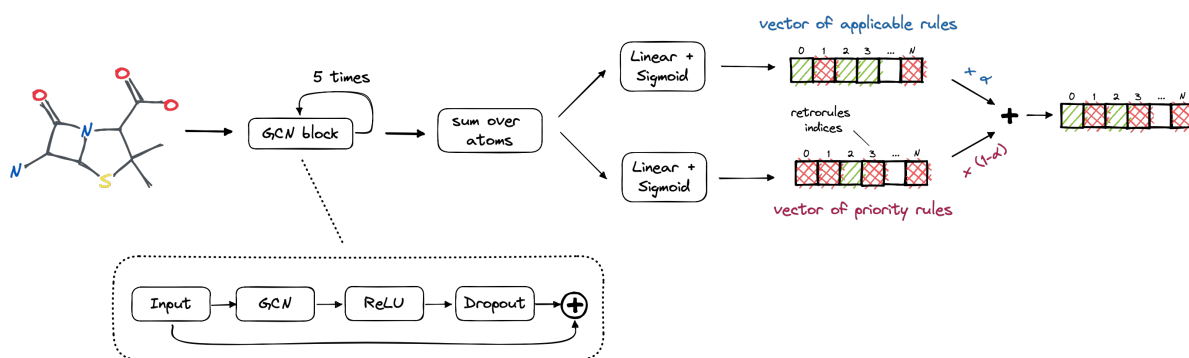 vector of applicable rules
0 1 2 3 ... N
Linear +
Sigmoid
5 times
GCN block
sum over
atoms
x α
retrorules
indices
+
0 1 2 3 ... N
0 1 2 3 ... N
Linear +
Sigmoid
x (1-α)
vector of priority rules
O
O
O
N
N
S
Input
GCN
ReLU
Dropout
+